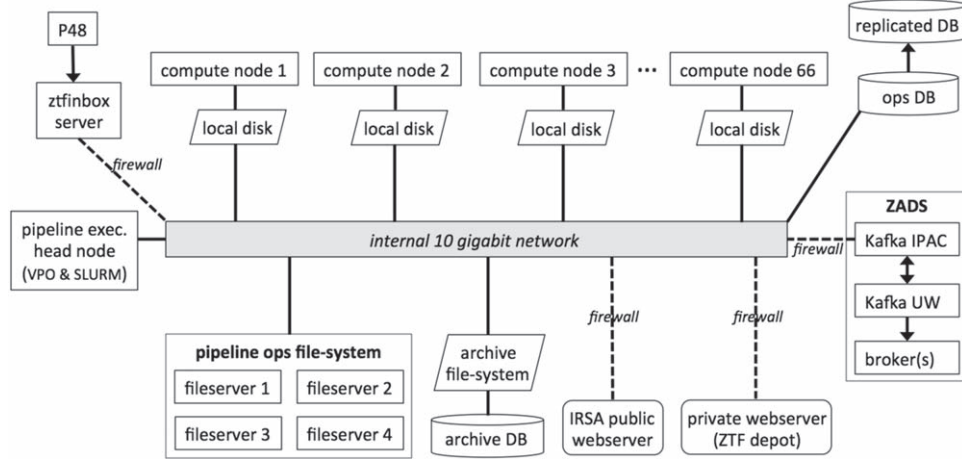 P48
ztfinbox
server
firewall
compute node 1
compute node 2
compute node 3
...
compute node 66
local disk
local disk
local disk
local disk
replicated DB
ops DB
pipeline exec.
head node
(VPO & SLURM)
internal 10 gigabit network
firewall
ZADS
Kafka IPAC
Kafka UW
broker(s)
pipeline ops file-system
fileserver 1
fileserver 2
fileserver 3
fileserver 4
archive
file-system
archive DB
firewall
IRSA public
webserver
firewall
private webserver
(ZTF depot)